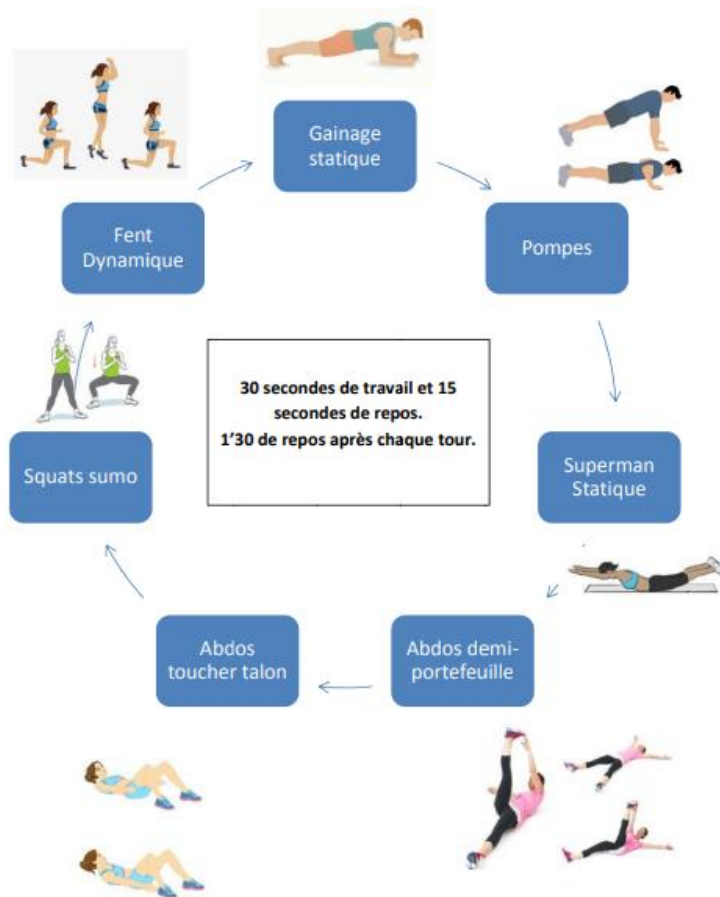 Gainage
statique
Pompes
Superman
Statique
Abdos demi-
portefeuille
Abdos
toucher talon
Squats sumo
Fent
Dynamique
30 secondes de travail et 15
secondes de repos.
1’30 de repos après chaque tour.